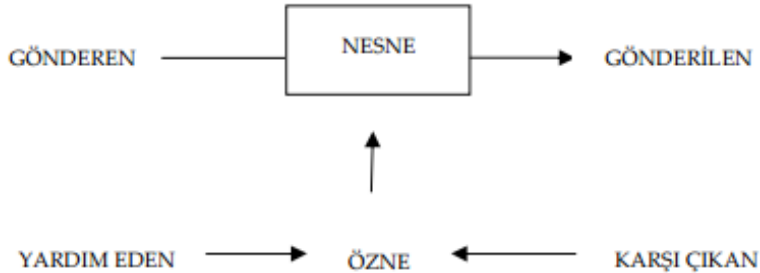 GÖNDEREN
NESNE
GÖNDERİLEN
YARDIM EDEN
ÖZNE
KARŞI ÇIKAN